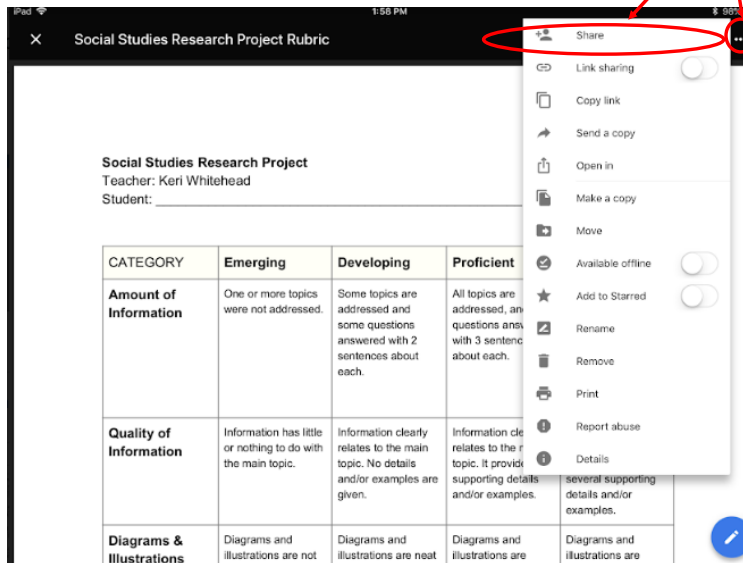 iPad 1:58 PM 98%
Social Studies Research Project Rubric
Share
Link sharing
Copy link
Send a copy
Open in
Make a copy
Move
Available offline
Add to Starred
Rename
Remove
Print
Report abuse
Details
Social Studies Research Project
Teacher: Keri Whitehead
Student:
CATEGORY Emerging Developing Proficient
Amount of
Information
One or more topics
were not addressed.
Some topics are
addressed and
some questions
answered with 2
sentences about
each.
All topics are
addressed, an
questions answ
with 3 sentenc
about each.
Quality of
Information
Information has little
or nothing to do with
the main topic.
Information clearly
relates to the main
topic. No details
and/or examples are
given.
Information cle
relates to the
topic. It provide
supporting details
and/or examples.
several supporting
details and/or
examples.
Diagrams &
Illustrations
Diagrams and
illustrations are not
Diagrams and
illustrations are neat
Diagrams and
illustrations are
Diagrams and
illustrations are